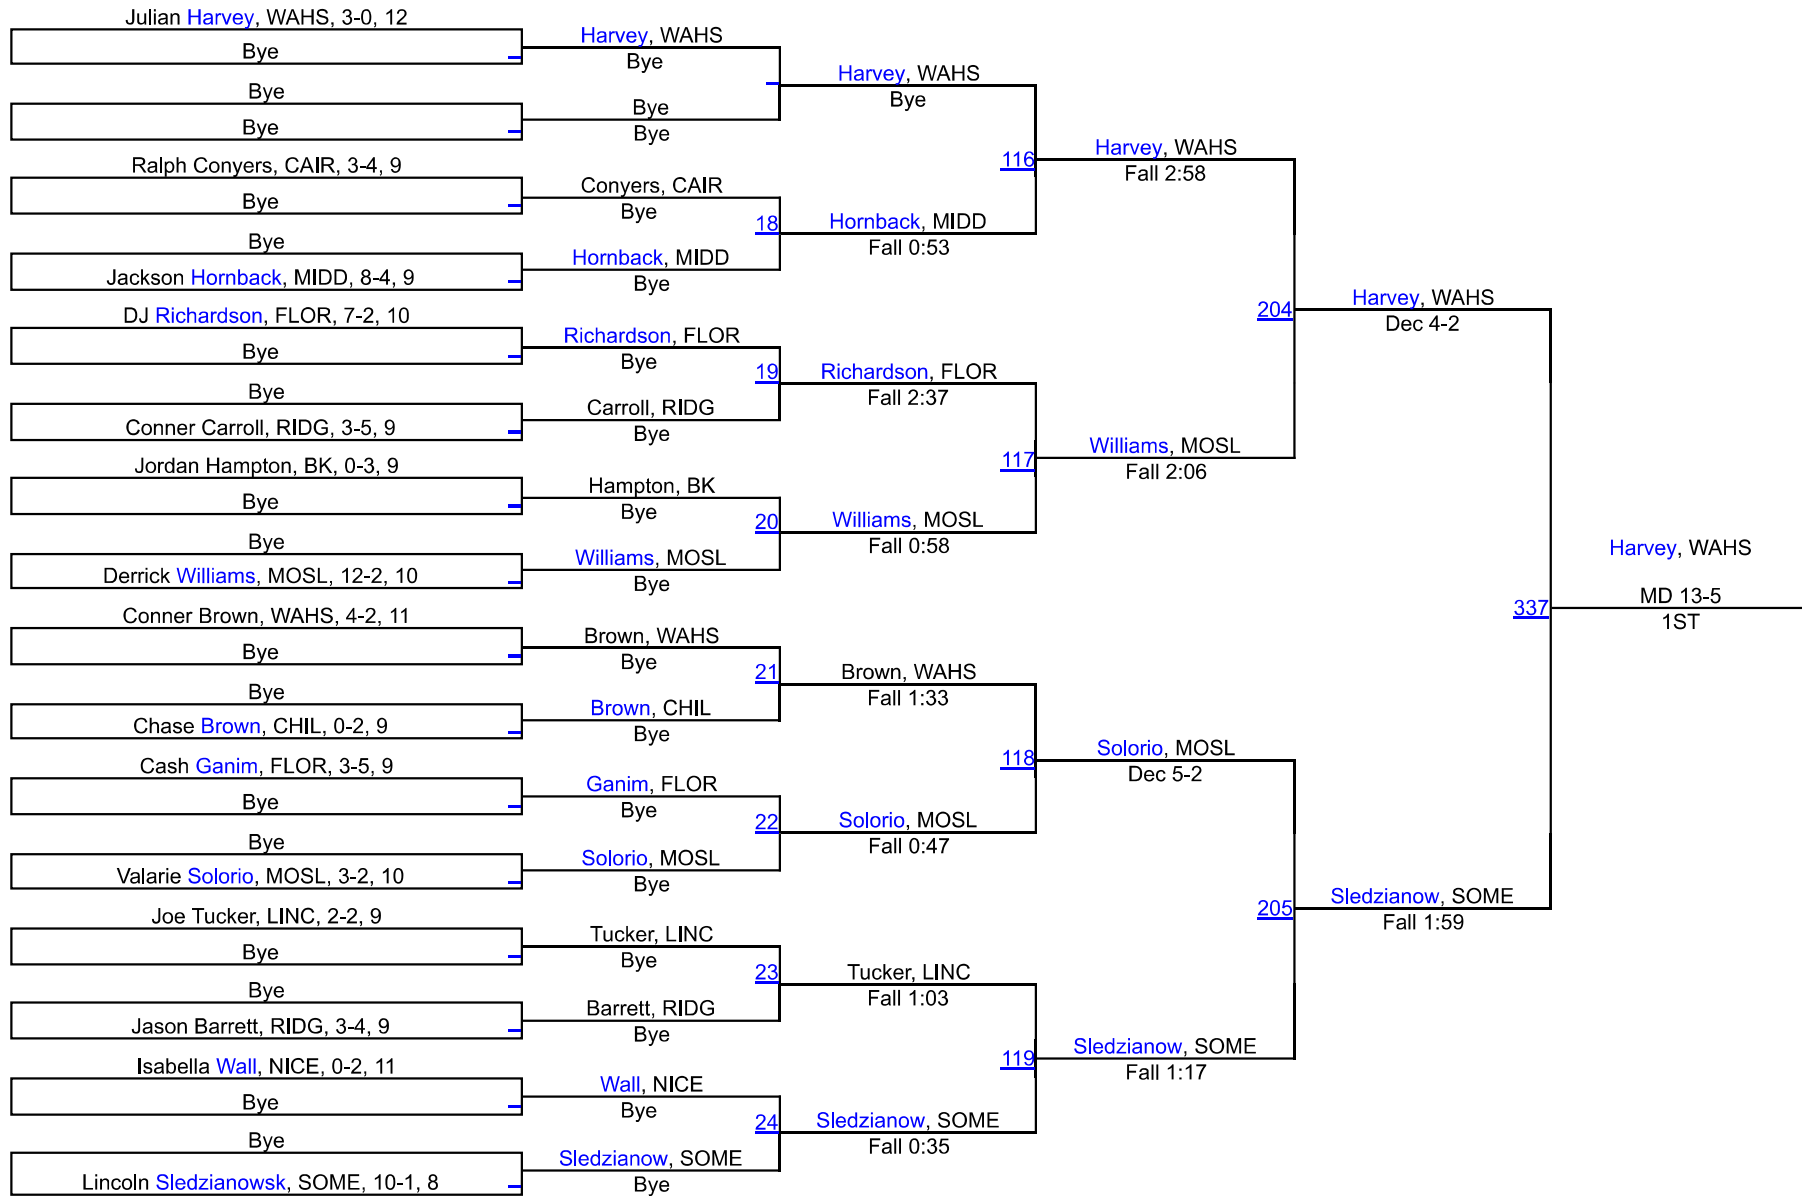 Julian Harvey, WAHS, 3-0, 12
Bye
Bye
Bye
Ralph Conyers, CAIR, 3-4, 9
Bye
Bye
Jackson Hornback, MIDD, 8-4, 9
DJ Richardson, FLOR, 7-2, 10
Bye
Bye
Conner Carroll, RIDG, 3-5, 9
Jordan Hampton, BK, 0-3, 9
Bye
Bye
Derrick Williams, MOSL, 12-2, 10
Conner Brown, WAHS, 4-2, 11
Bye
Bye
Chase Brown, CHIL, 0-2, 9
Cash Ganim, FLOR, 3-5, 9
Bye
Bye
Valarie Solorio, MOSL, 3-2, 10
Joe Tucker, LINC, 2-2, 9
Bye
Bye
Jason Barrett, RIDG, 3-4, 9
Isabella Wall, NICE, 0-2, 11
Bye
Bye
Lincoln Sledzianowsk, SOME, 10-1, 8
Harvey, WAHS
Bye
Bye
Bye
Conyers, CAIR
Bye
18
Hornback, MIDD
Bye
Richardson, FLOR
Bye
19
Carroll, RIDG
Bye
Hampton, BK
Bye
20
Williams, MOSL
Bye
Brown, WAHS
Bye
21
Brown, CHIL
Bye
Ganim, FLOR
Bye
22
Solorio, MOSL
Bye
Tucker, LINC
Bye
23
Barrett, RIDG
Bye
Wall, NICE
Bye
24
Sledzianow, SOME
Bye
Harvey, WAHS
Bye
116
Hornback, MIDD
Fall 0:53
Richardson, FLOR
Fall 2:37
117
Williams, MOSL
Fall 0:58
Brown, WAHS
Fall 1:33
118
Solorio, MOSL
Fall 0:47
Tucker, LINC
Fall 1:03
119
Sledzianow, SOME
Fall 0:35
Harvey, WAHS
Fall 2:58
204
Williams, MOSL
Fall 2:06
Solorio, MOSL
Dec 5-2
205
Sledzianow, SOME
Fall 1:17
Harvey, WAHS
Dec 4-2
337
Sledzianow, SOME
Fall 1:59
Harvey, WAHS
MD 13-5
1ST